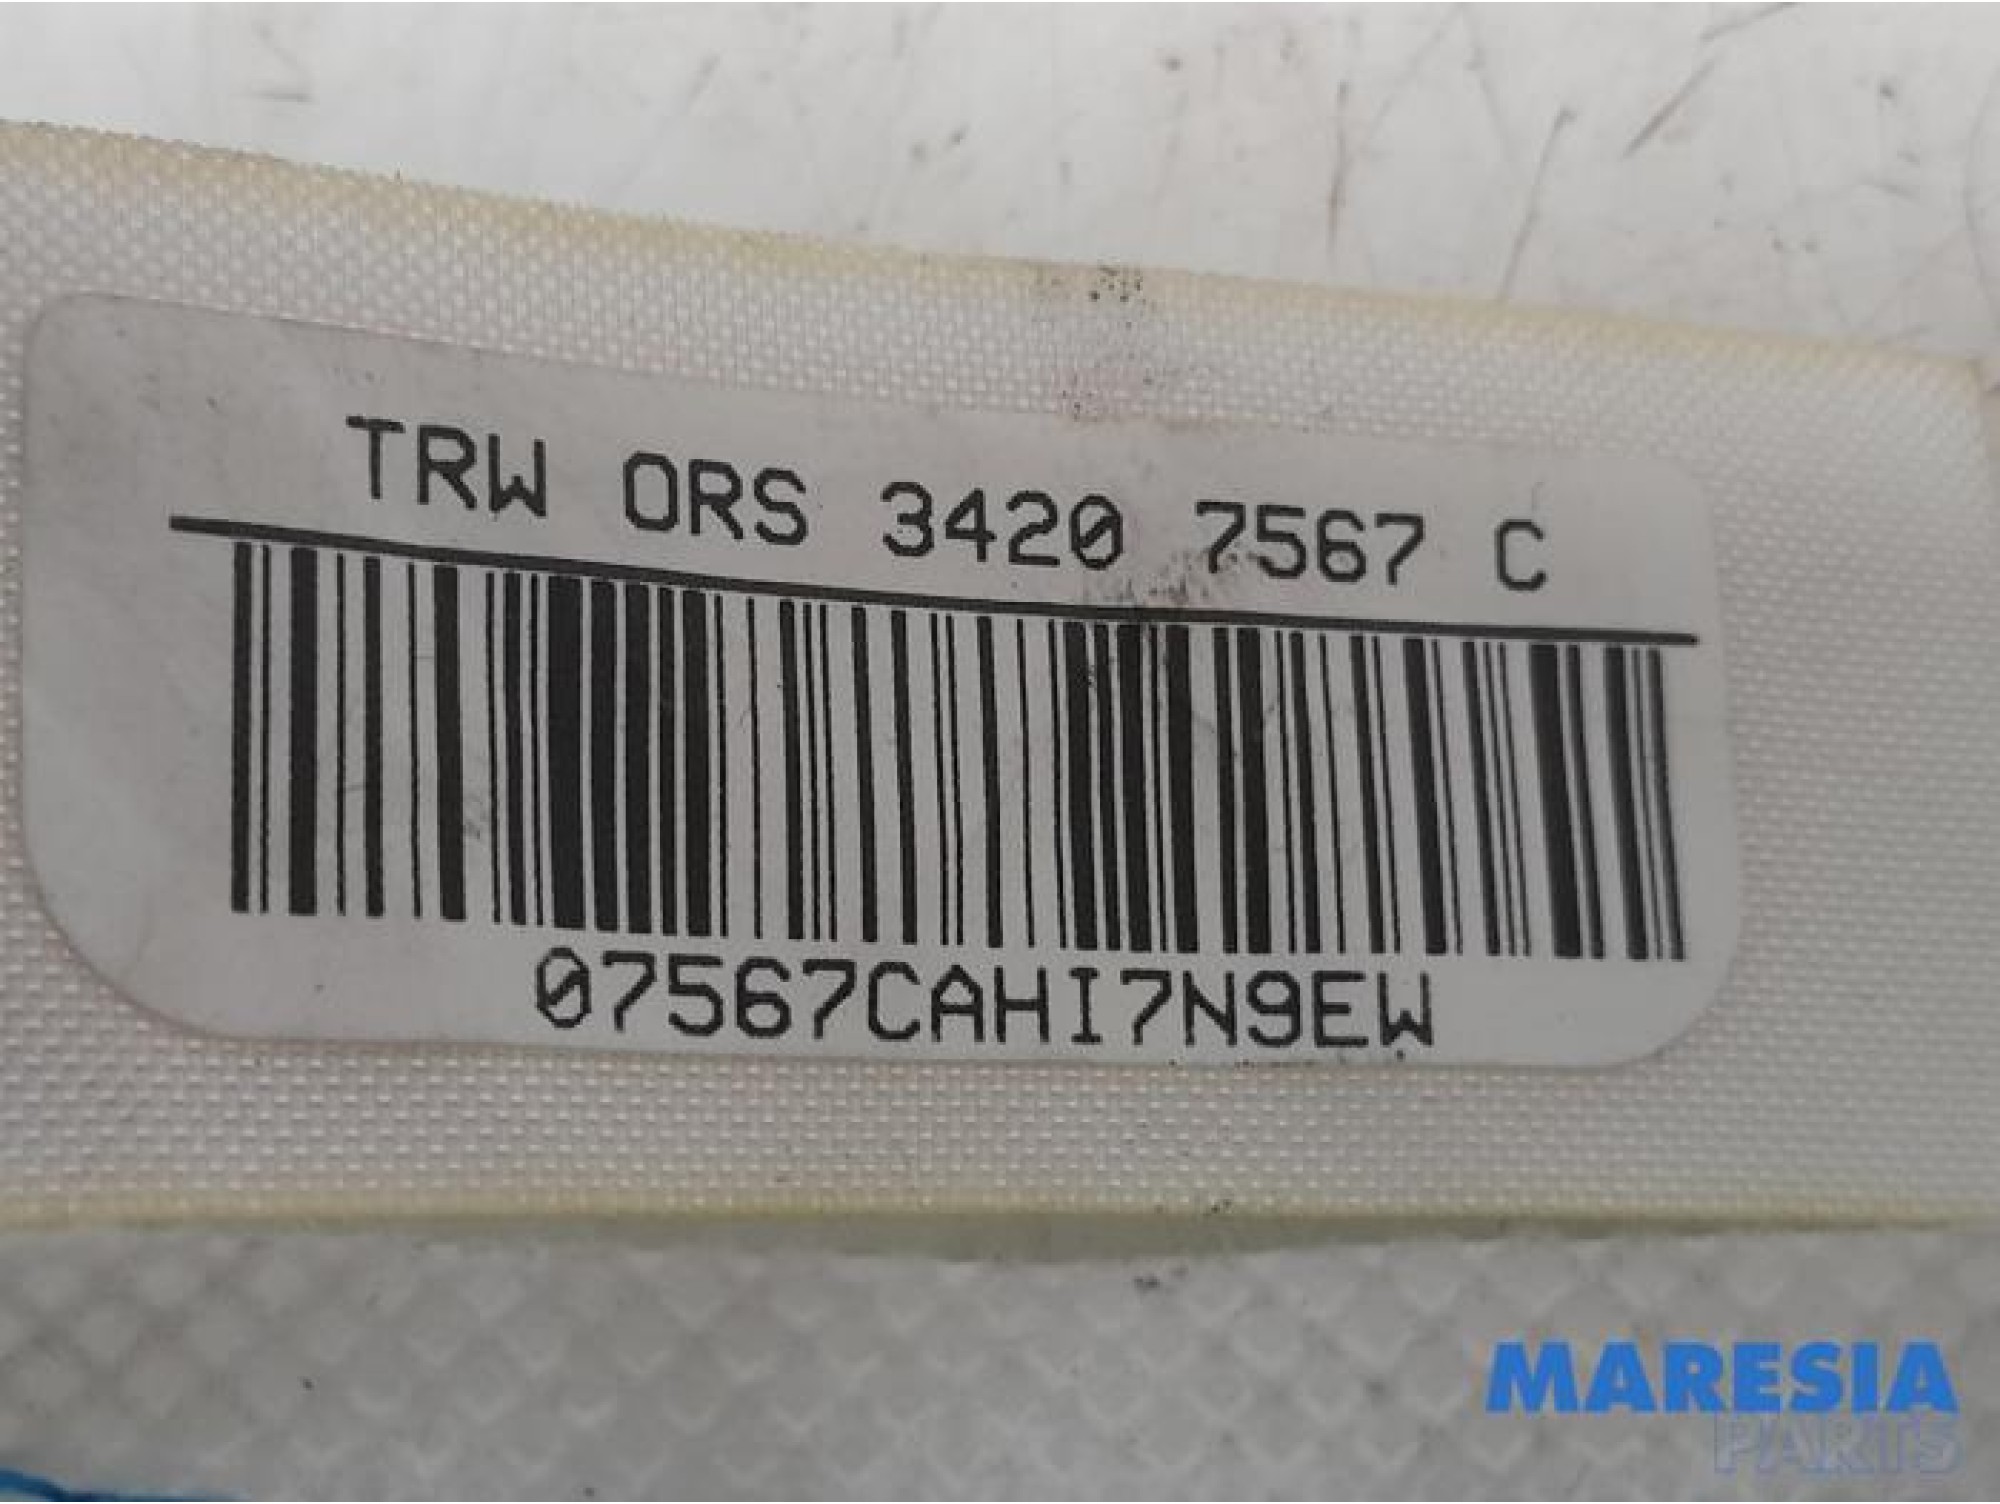 TRW ORS 3420 7567 C
07567CAHI7N9EW
MARESIA
PARTS